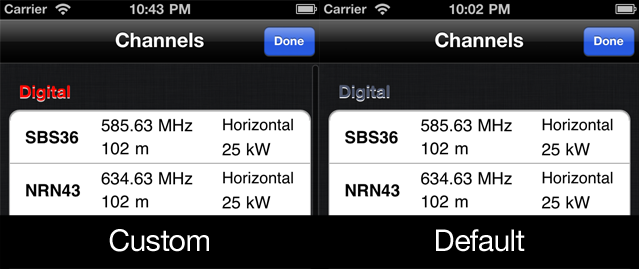 Carrier 10:43 PM
Channels Done
Digital
SBS36 585.63 MHz Horizontal
102 m 25 kW
NRN43 634.63 MHz Horizontal
102 m 25 kW
Custom
Carrier 10:02 PM
Channels Done
Digital
SBS36 585.63 MHz Horizontal
102 m 25 kW
NRN43 634.63 MHz Horizontal
102 m 25 kW
Default